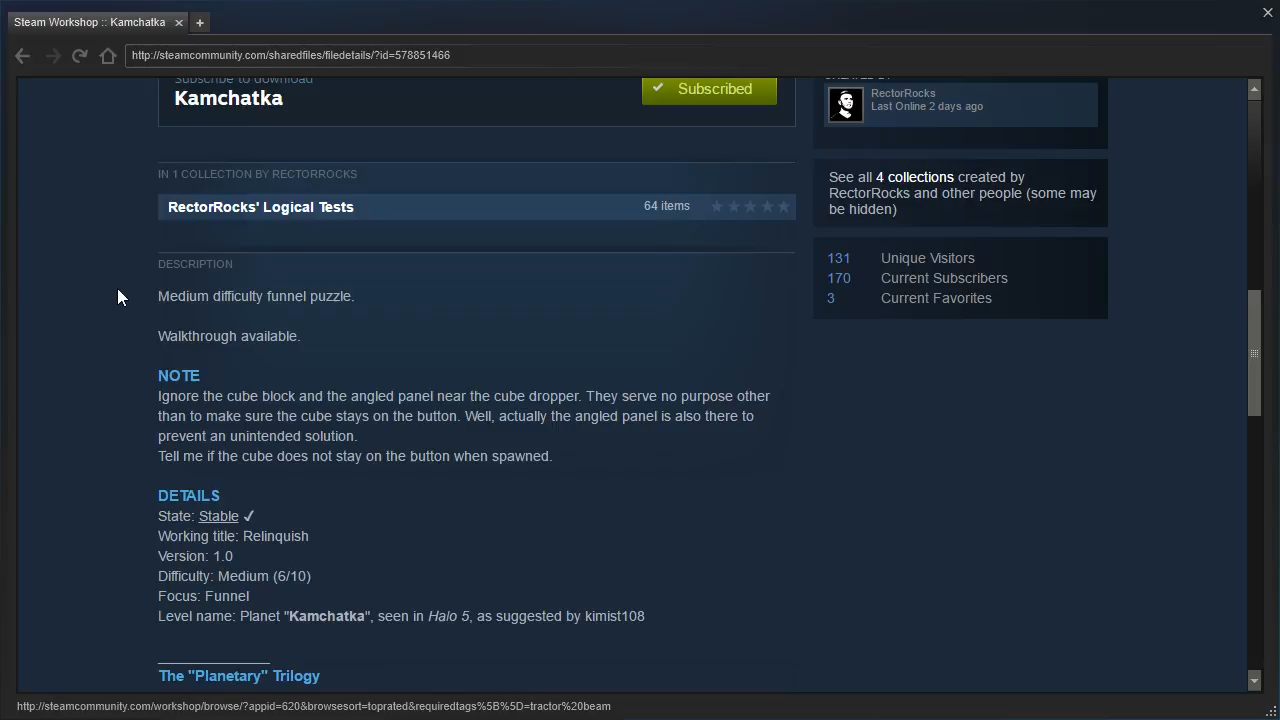 Steam Workshop :: Kamchatka
http://steamcommunity.com/sharedfiles/filedetails/?id=578851466
Subscribe to download
Kamchatka
Subscribed
CREATED BY
RectorRocks
Last Online 2 days ago
IN 1 COLLECTION BY RECTORROCKS
RectorRocks' Logical Tests
64 items
See all 4 collections created by
RectorRocks and other people (some may
be hidden)
131 Unique Visitors
170 Current Subscribers
3 Current Favorites
DESCRIPTION
Medium difficulty funnel puzzle.
Walkthrough available.
NOTE
Ignore the cube block and the angled panel near the cube dropper. They serve no purpose other
than to make sure the cube stays on the button. Well, actually the angled panel is also there to
prevent an unintended solution.
Tell me if the cube does not stay on the button when spawned.
DETAILS
State: Stable ✓
Working title: Relinquish
Version: 1.0
Difficulty: Medium (6/10)
Focus: Funnel
Level name: Planet "Kamchatka", seen in Halo 5, as suggested by kimist108
The "Planetary" Trilogy
http://steamcommunity.com/workshop/browse/?appid=620&browsesort=toprated&requiredtags%5B%5D=tractor%20beam